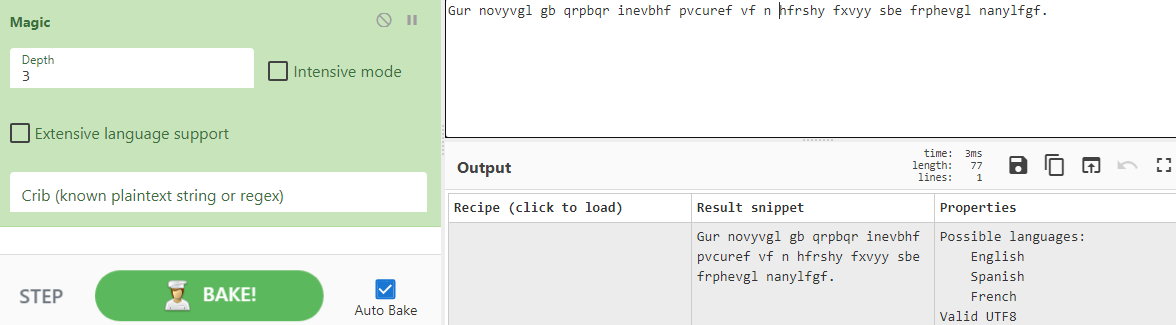 Magic
Depth
3
Intensive mode
Extensive language support
Crib (known plaintext string or regex)
STEP
BAKE!
Auto Bake
Gur novyvgl gb qrpbqr inevbhf pvcuref vf n hfrshy fxvyy sbe frphevgl nanylfgf.
Output
time: 3ms
length: 77
lines: 1
Recipe (click to load)
Result snippet
Properties
Gur novyvgl gb qrpbqr inevbhf
pvcuref vf n hfrshy fxvyy sbe
frphevgl nanylfgf.
Possible languages:
English
Spanish
French
Valid UTF8